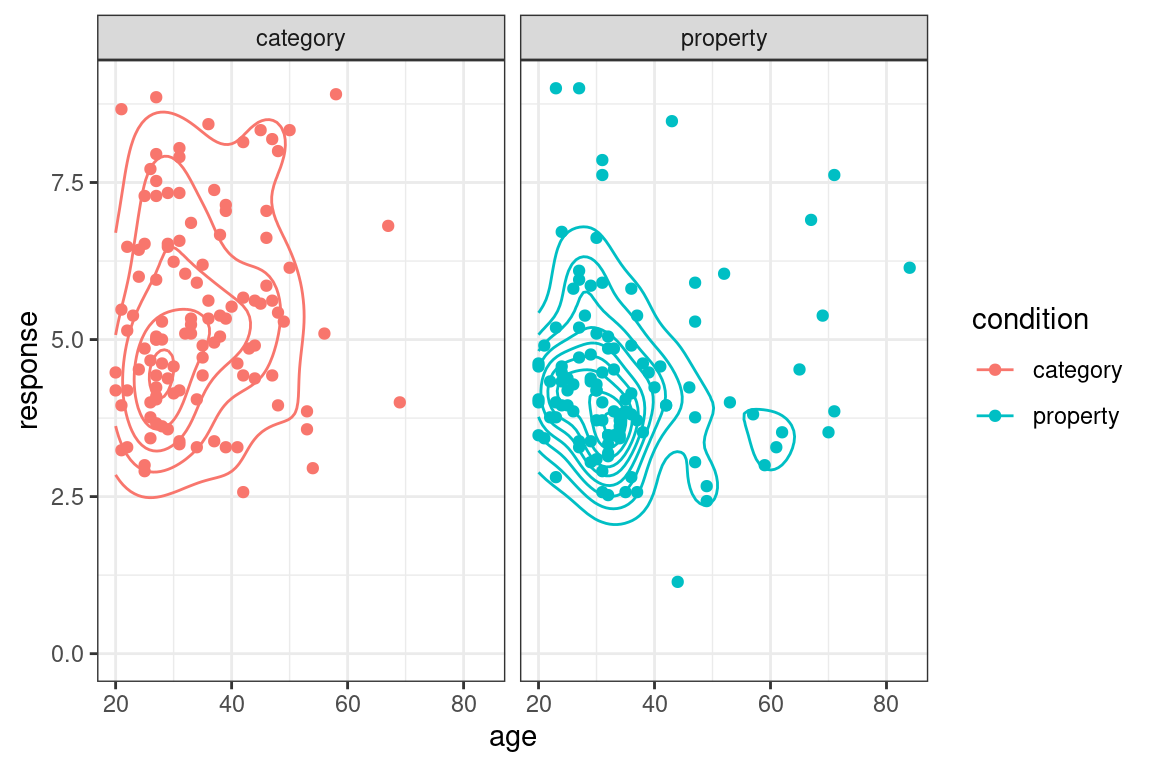 category property
7.5
5.0
2.5
0.0
response
20 40 60 80 20 40 60 80
age
condition
category
property